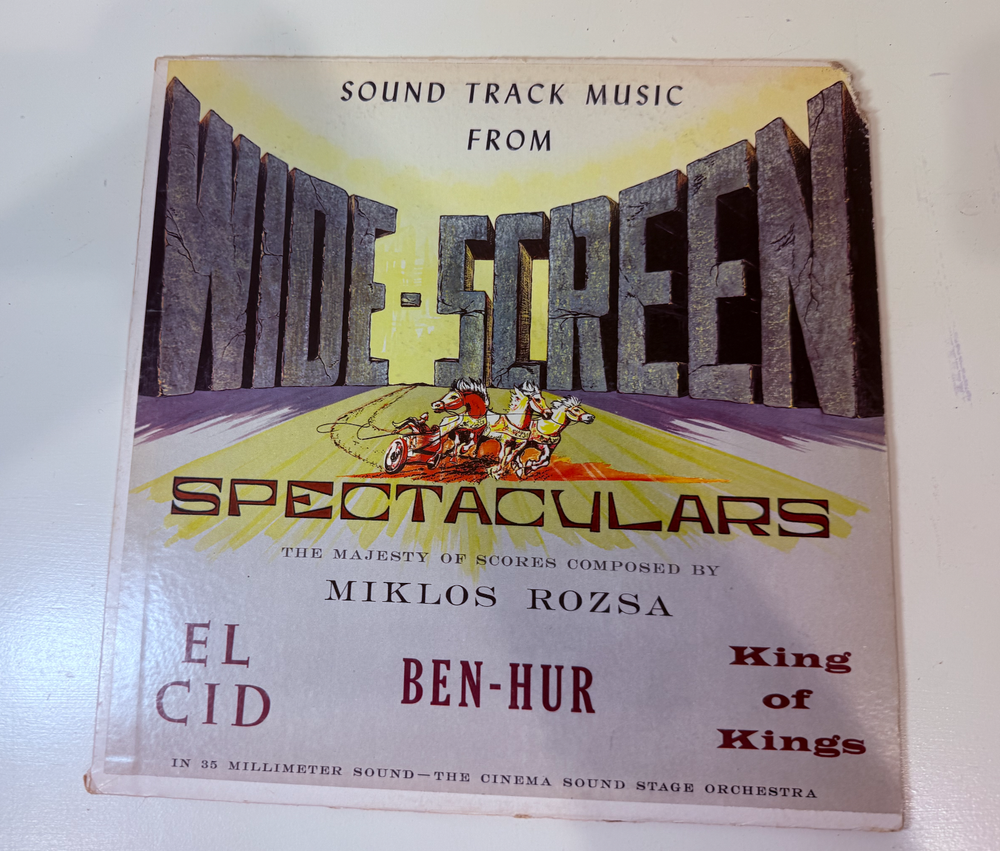 SOUND TRACK MUSIC
FROM
WIDE-SCREEN
SPECTACULARS
THE MAJESTY OF SCORES COMPOSED BY
MIKLOS ROZSA
EL
CID
BEN-HUR
King
of
Kings
IN 35 MILLIMETER SOUND—THE CINEMA SOUND STAGE ORCHESTRA